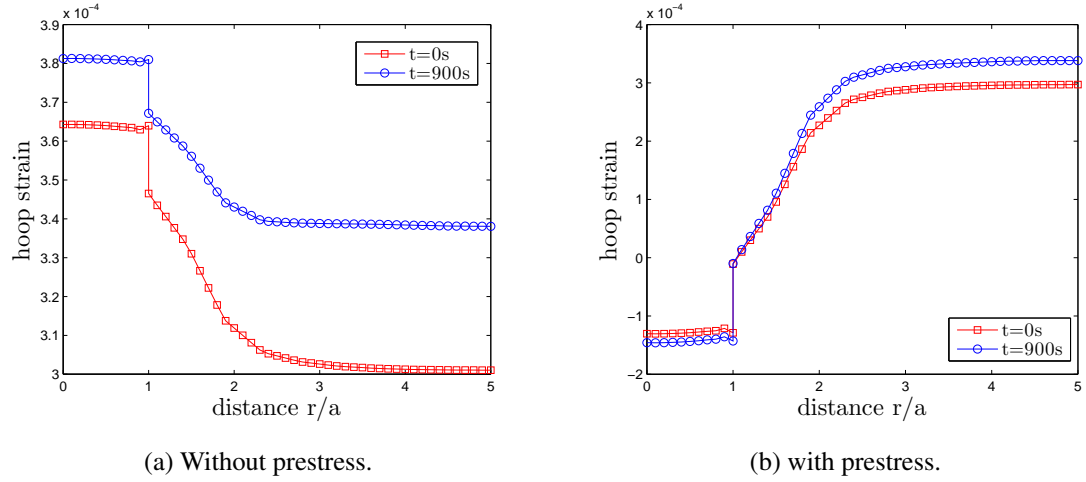 x 10⁻⁴
3.9
3.8
3.7
3.6
3.5
3.4
3.3
3.2
3.1
3
0 1 2 3 4 5
hoop strain
distance r/a
t=0s
t=900s
(a) Without prestress.
x 10⁻⁴
4
3
2
1
0
−1
−2
0 1 2 3 4 5
hoop strain
distance r/a
t=0s
t=900s
(b) with prestress.